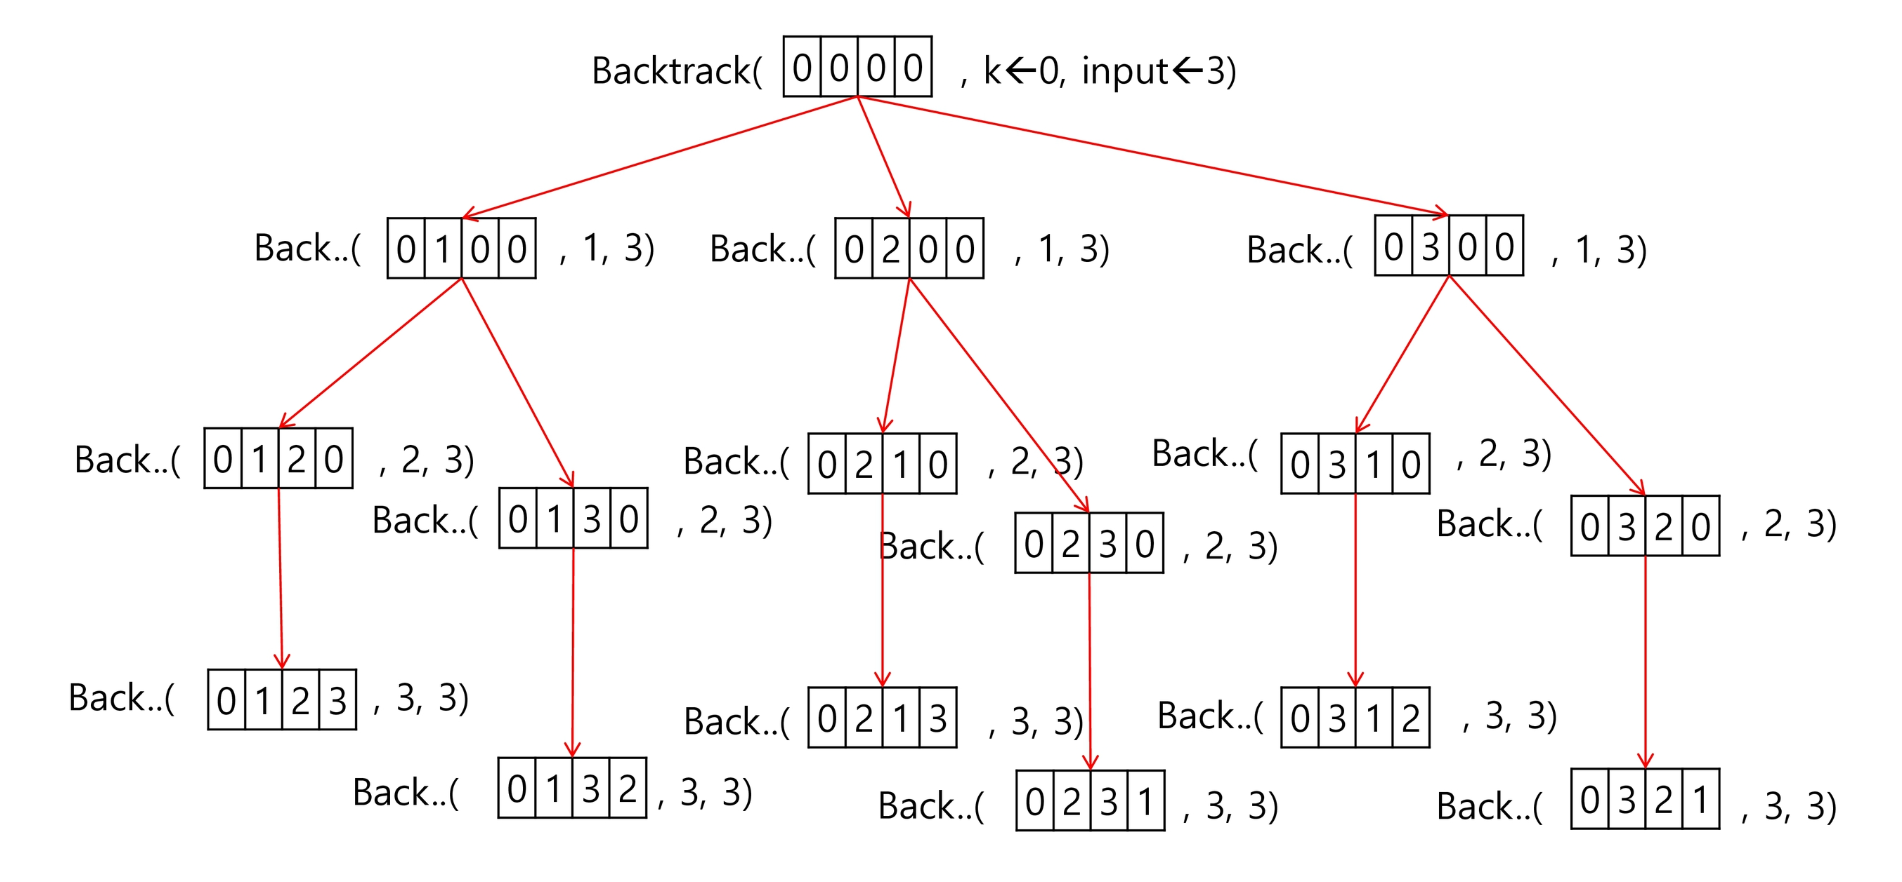 Backtrack( 0 0 0 0 , k←0, input←3)
Back..( 0 1 0 0 , 1, 3)
Back..( 0 2 0 0 , 1, 3)
Back..( 0 3 0 0 , 1, 3)
Back..( 0 1 2 0 , 2, 3)
Back..( 0 1 3 0 , 2, 3)
Back..( 0 2 1 0 , 2, 3)
Back..( 0 2 3 0 , 2, 3)
Back..( 0 3 1 0 , 2, 3)
Back..( 0 3 2 0 , 2, 3)
Back..( 0 1 2 3 , 3, 3)
Back..( 0 1 3 2 , 3, 3)
Back..( 0 2 1 3 , 3, 3)
Back..( 0 2 3 1 , 3, 3)
Back..( 0 3 1 2 , 3, 3)
Back..( 0 3 2 1 , 3, 3)